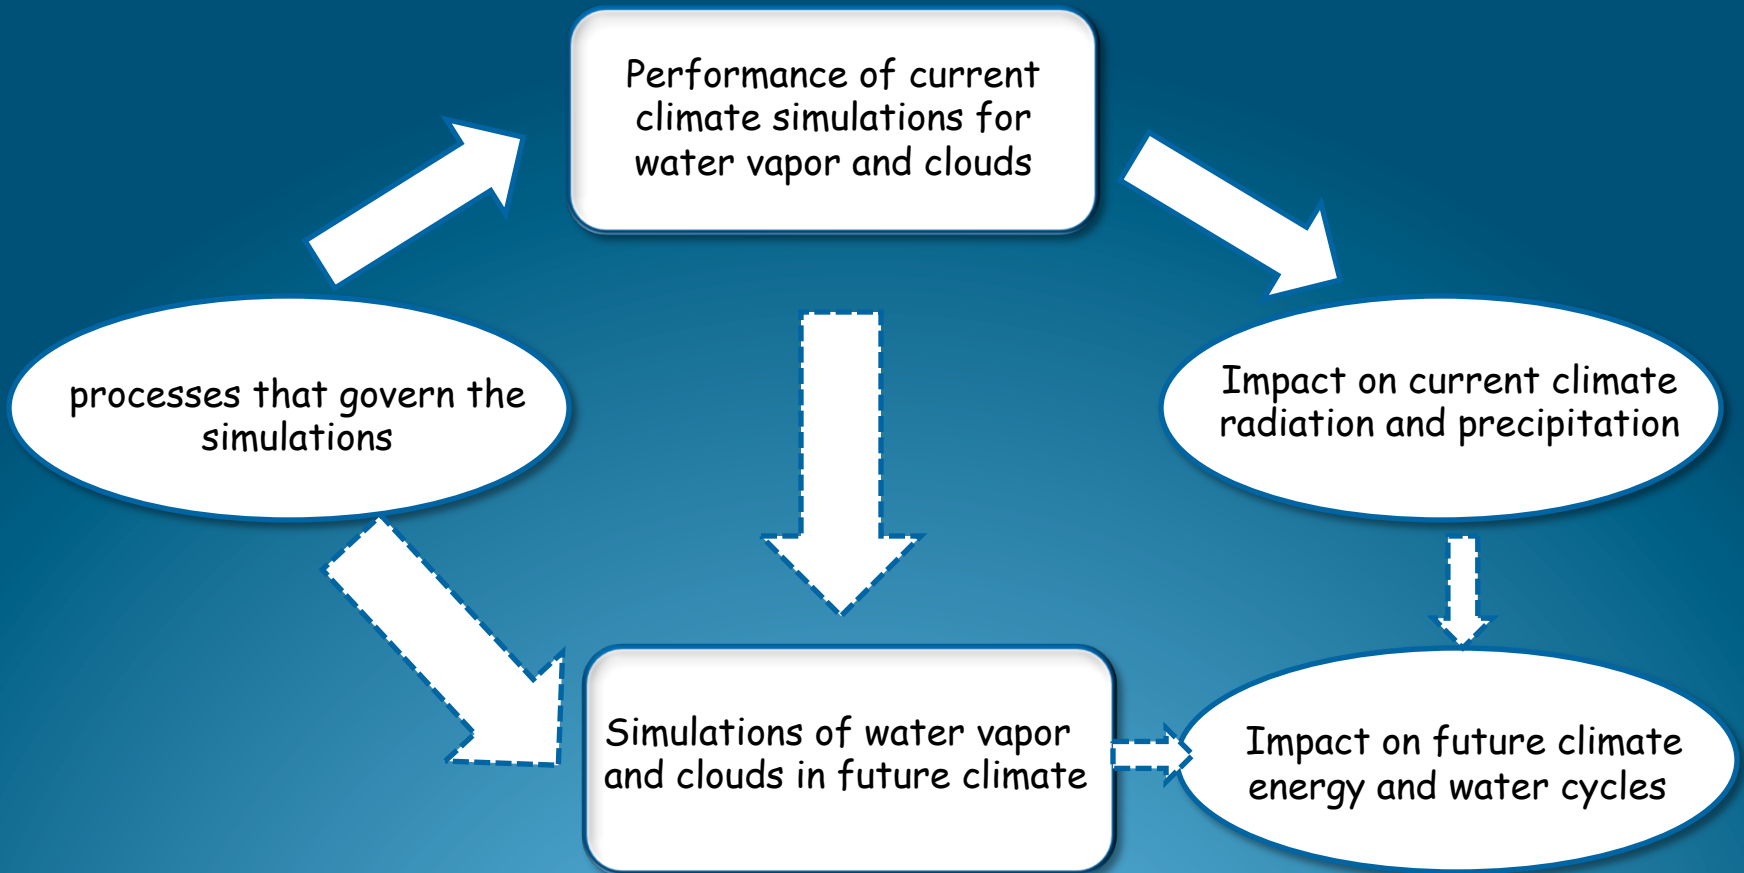 Performance of current
climate simulations for
water vapor and clouds
processes that govern the
simulations
Impact on current climate
radiation and precipitation
Simulations of water vapor
and clouds in future climate
Impact on future climate
energy and water cycles